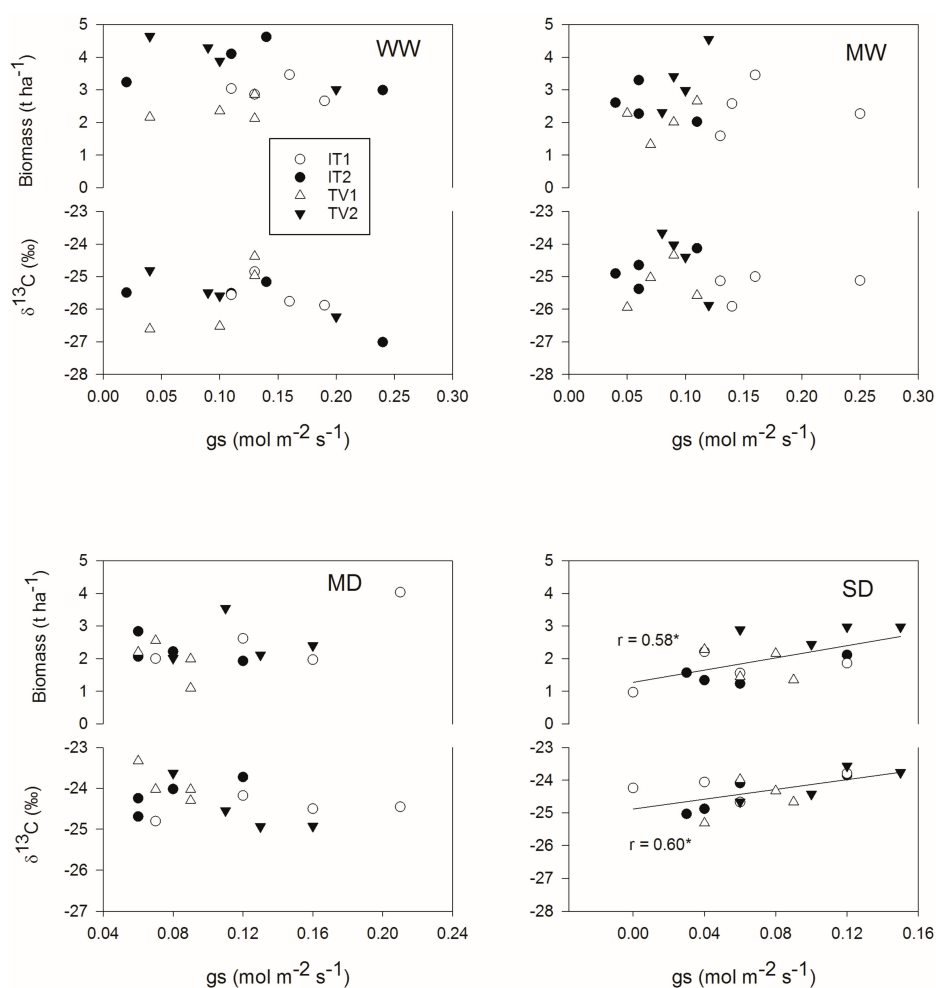 WW
Biomass (t ha-1)
5
4
3
2
1
0
IT1
IT2
TV1
TV2
δ13C (‰)
-23
-24
-25
-26
-27
-28
0.00 0.05 0.10 0.15 0.20 0.25 0.30
gs (mol m-2 s-1)
MW
5
4
3
2
1
0
-23
-24
-25
-26
-27
-28
0.00 0.05 0.10 0.15 0.20 0.25 0.30
gs (mol m-2 s-1)
MD
Biomass (t ha-1)
5
4
3
2
1
0
δ13C (‰)
-23
-24
-25
-26
-27
0.04 0.08 0.12 0.16 0.20 0.24
gs (mol m-2 s-1)
SD
5
4
3
2
1
0
r = 0.58*
-23
-24
-25
-26
-27
-28
r = 0.60*
0.00 0.04 0.08 0.12 0.16
gs (mol m-2 s-1)